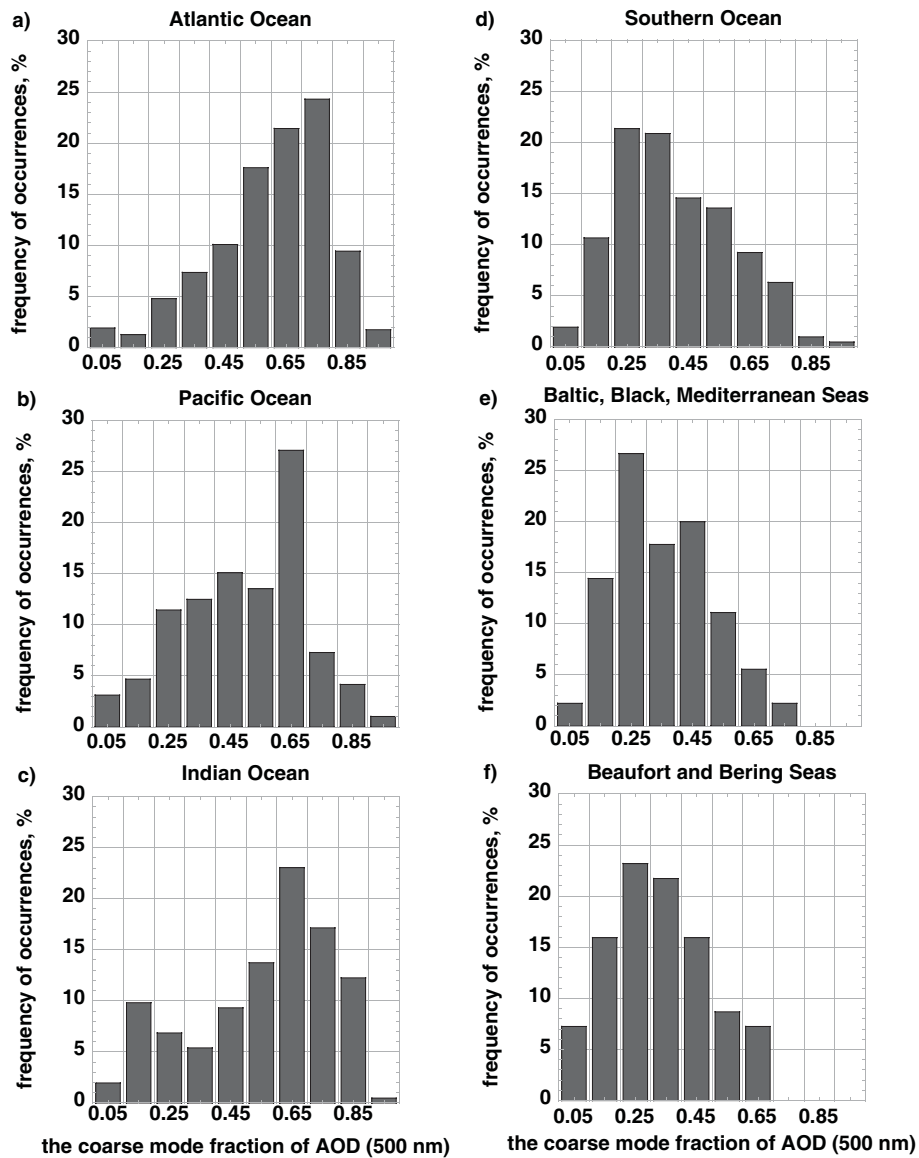 a)
Atlantic Ocean
frequency of occurrences, %
30
25
20
15
10
5
0
0.05 0.25 0.45 0.65 0.85
b)
Pacific Ocean
frequency of occurrences, %
30
25
20
15
10
5
0
0.05 0.25 0.45 0.65 0.85
c)
Indian Ocean
frequency of occurrences, %
30
25
20
15
10
5
0
0.05 0.25 0.45 0.65 0.85
the coarse mode fraction of AOD (500 nm)
d)
Southern Ocean
frequency of occurrences, %
30
25
20
15
10
5
0
0.05 0.25 0.45 0.65 0.85
e)
Baltic, Black, Mediterranean Seas
frequency of occurrences, %
30
25
20
15
10
5
0
0.05 0.25 0.45 0.65 0.85
f)
Beaufort and Bering Seas
frequency of occurrences, %
30
25
20
15
10
5
0
0.05 0.25 0.45 0.65 0.85
the coarse mode fraction of AOD (500 nm)